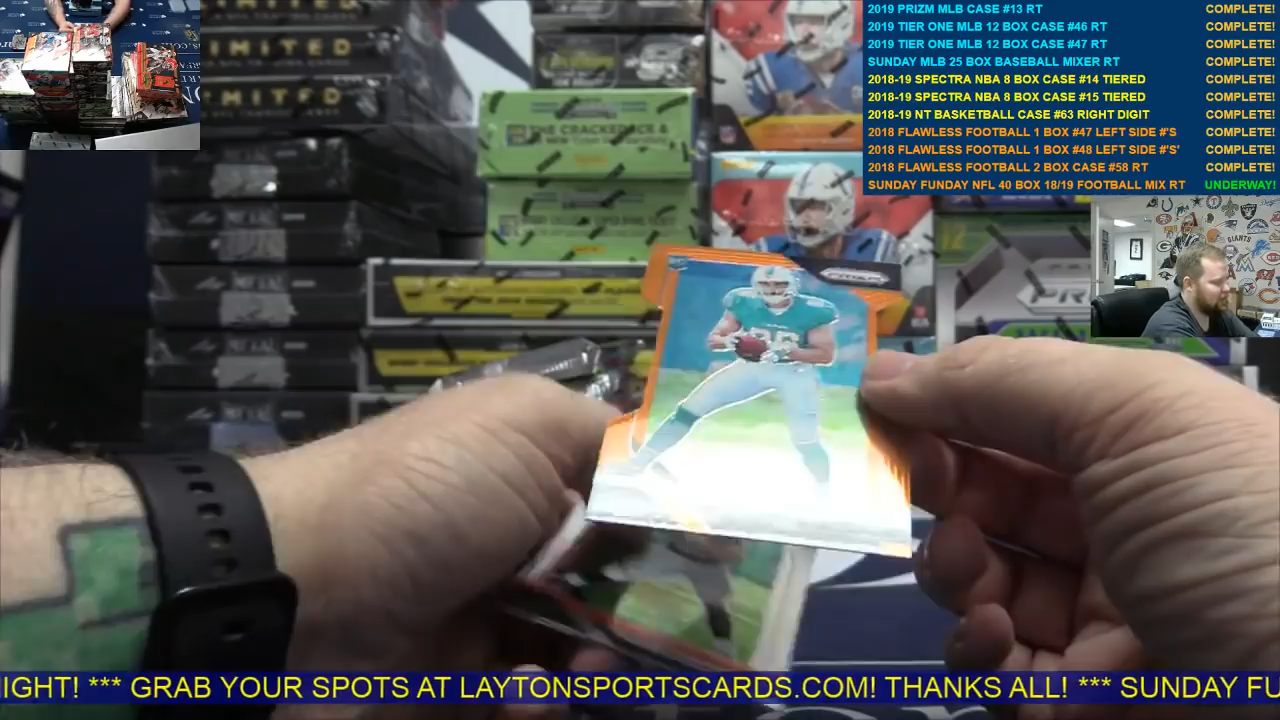 2019 PRIZM MLB CASE #13 RT COMPLETE!
2019 TIER ONE MLB 12 BOX CASE #46 RT COMPLETE!
2019 TIER ONE MLB 12 BOX CASE #47 RT COMPLETE!
SUNDAY MLB 25 BOX BASEBALL MIXER RT COMPLETE!
2018-19 SPECTRA NBA 8 BOX CASE #14 TIERED COMPLETE!
2018-19 SPECTRA NBA 8 BOX CASE #15 TIERED COMPLETE!
2018-19 NT BASKETBALL CASE #63 RIGHT DIGIT COMPLETE!
2018 FLAWLESS FOOTBALL 1 BOX #47 LEFT SIDE #'S COMPLETE!
2018 FLAWLESS FOOTBALL 1 BOX #48 LEFT SIDE #'S' COMPLETE!
2018 FLAWLESS FOOTBALL 2 BOX CASE #58 RT COMPLETE!
SUNDAY FUNDAY NFL 40 BOX 18/19 FOOTBALL MIX RT UNDERWAY!
LIMITED
GIANTS
PRIZM
IGHT! *** GRAB YOUR SPOTS AT LAYTONSPORTSCARDS.COM! THANKS ALL! *** SUNDAY FU